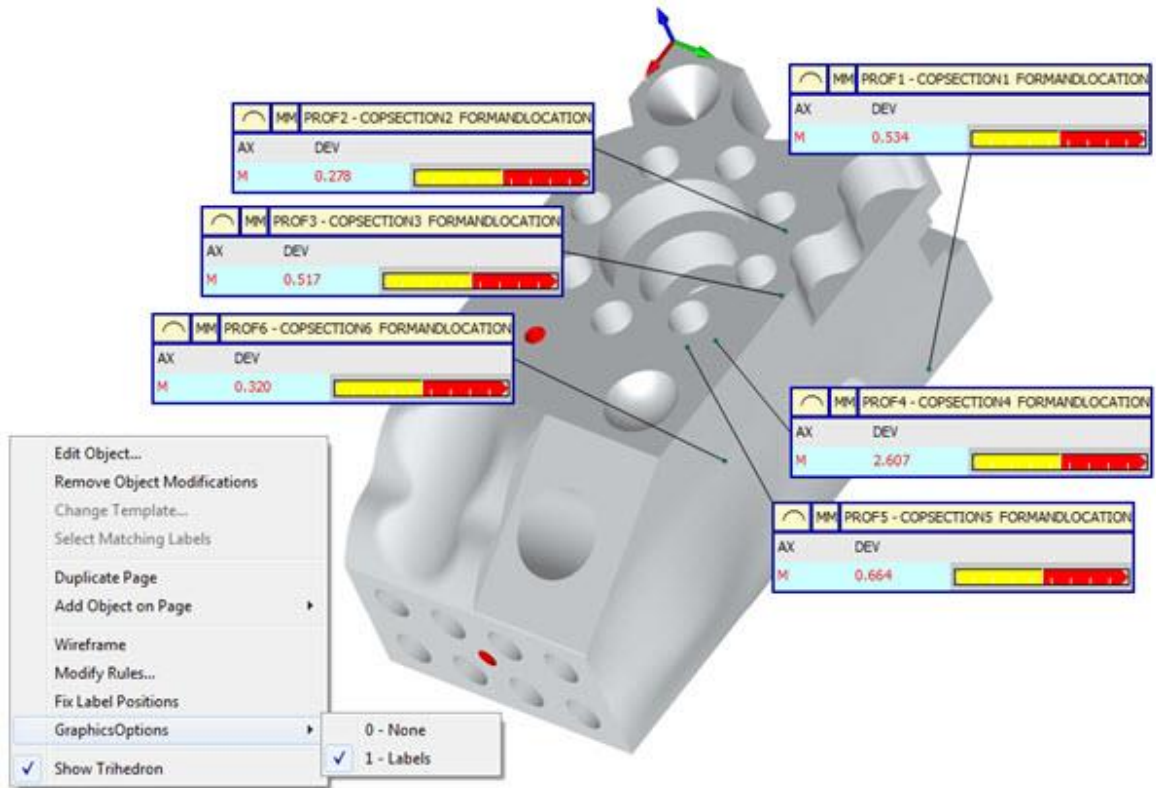 MM PROF1 - COPSECTION1 FORMANDLOCATION
AX DEV
M 0.534
MM PROF2 - COPSECTION2 FORMANDLOCATION
AX DEV
M 0.278
MM PROF3 - COPSECTION3 FORMANDLOCATION
AX DEV
M 0.517
MM PROF6 - COPSECTION6 FORMANDLOCATION
AX DEV
M 0.320
MM PROF4 - COPSECTION4 FORMANDLOCATION
AX DEV
M 2.607
MM PROF5 - COPSECTION5 FORMANDLOCATION
AX DEV
M 0.664
Edit Object...
Remove Object Modifications
Change Template...
Select Matching Labels
Duplicate Page
Add Object on Page
Wireframe
Modify Rules...
Fix Label Positions
GraphicsOptions
0 - None
1 - Labels
Show Trihedron